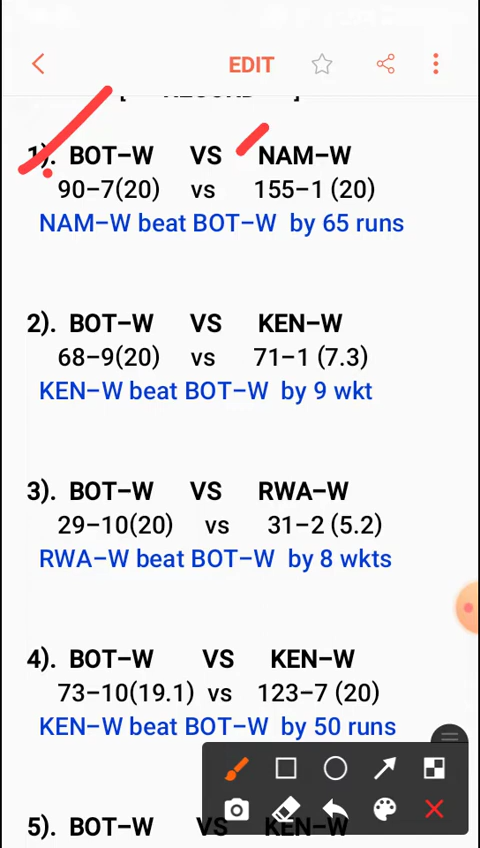 EDIT
1). BOT–W VS NAM–W
90–7(20) vs 155–1 (20)
NAM–W beat BOT–W by 65 runs
2). BOT–W VS KEN–W
68–9(20) vs 71–1 (7.3)
KEN–W beat BOT–W by 9 wkt
3). BOT–W VS RWA–W
29–10(20) vs 31–2 (5.2)
RWA–W beat BOT–W by 8 wkts
4). BOT–W VS KEN–W
73–10(19.1) vs 123–7 (20)
KEN–W beat BOT–W by 50 runs
5). BOT–W VS KEN–W